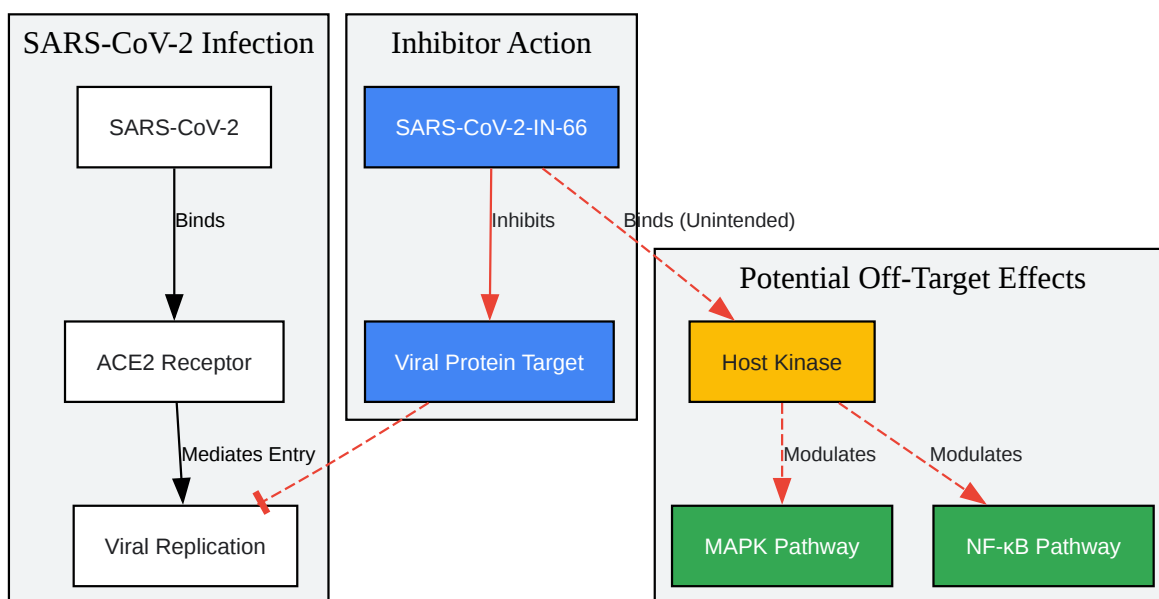 SARS-CoV-2 Infection
SARS-CoV-2
Binds
ACE2 Receptor
Mediates Entry
Viral Replication
Inhibitor Action
SARS-CoV-2-IN-66
Inhibits
Binds (Unintended)
Viral Protein Target
Potential Off-Target Effects
Host Kinase
Modulates
Modulates
MAPK Pathway
NF-κB Pathway